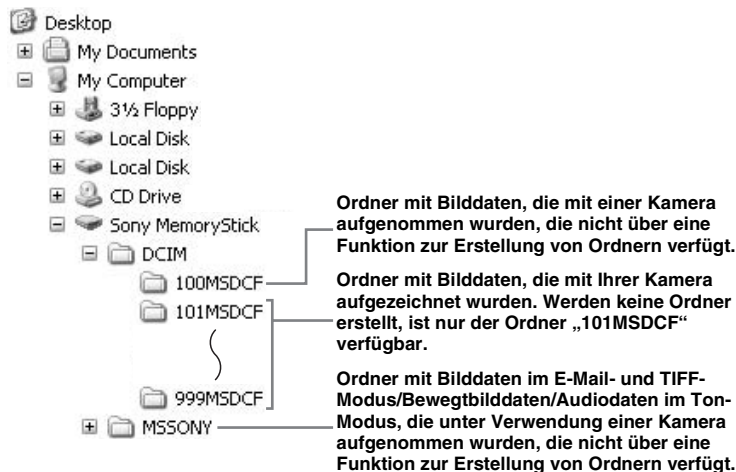 Desktop
My Documents
My Computer
3½ Floppy
Local Disk
Local Disk
CD Drive
Sony MemoryStick
DCIM
100MSDCF
101MSDCF
999MSDCF
MSSONY
Ordner mit Bilddaten, die mit einer Kamera
aufgenommen wurden, die nicht über eine
Funktion zur Erstellung von Ordnern verfügt.
Ordner mit Bilddaten, die mit Ihrer Kamera
aufgezeichnet wurden. Werden keine Ordner
erstellt, ist nur der Ordner „101MSDCF“
verfügbar.
Ordner mit Bilddaten im E-Mail- und TIFF-
Modus/Bewegtbilddaten/Audiodaten im Ton-
Modus, die unter Verwendung einer Kamera
aufgenommen wurden, die nicht über eine
Funktion zur Erstellung von Ordnern verfügt.